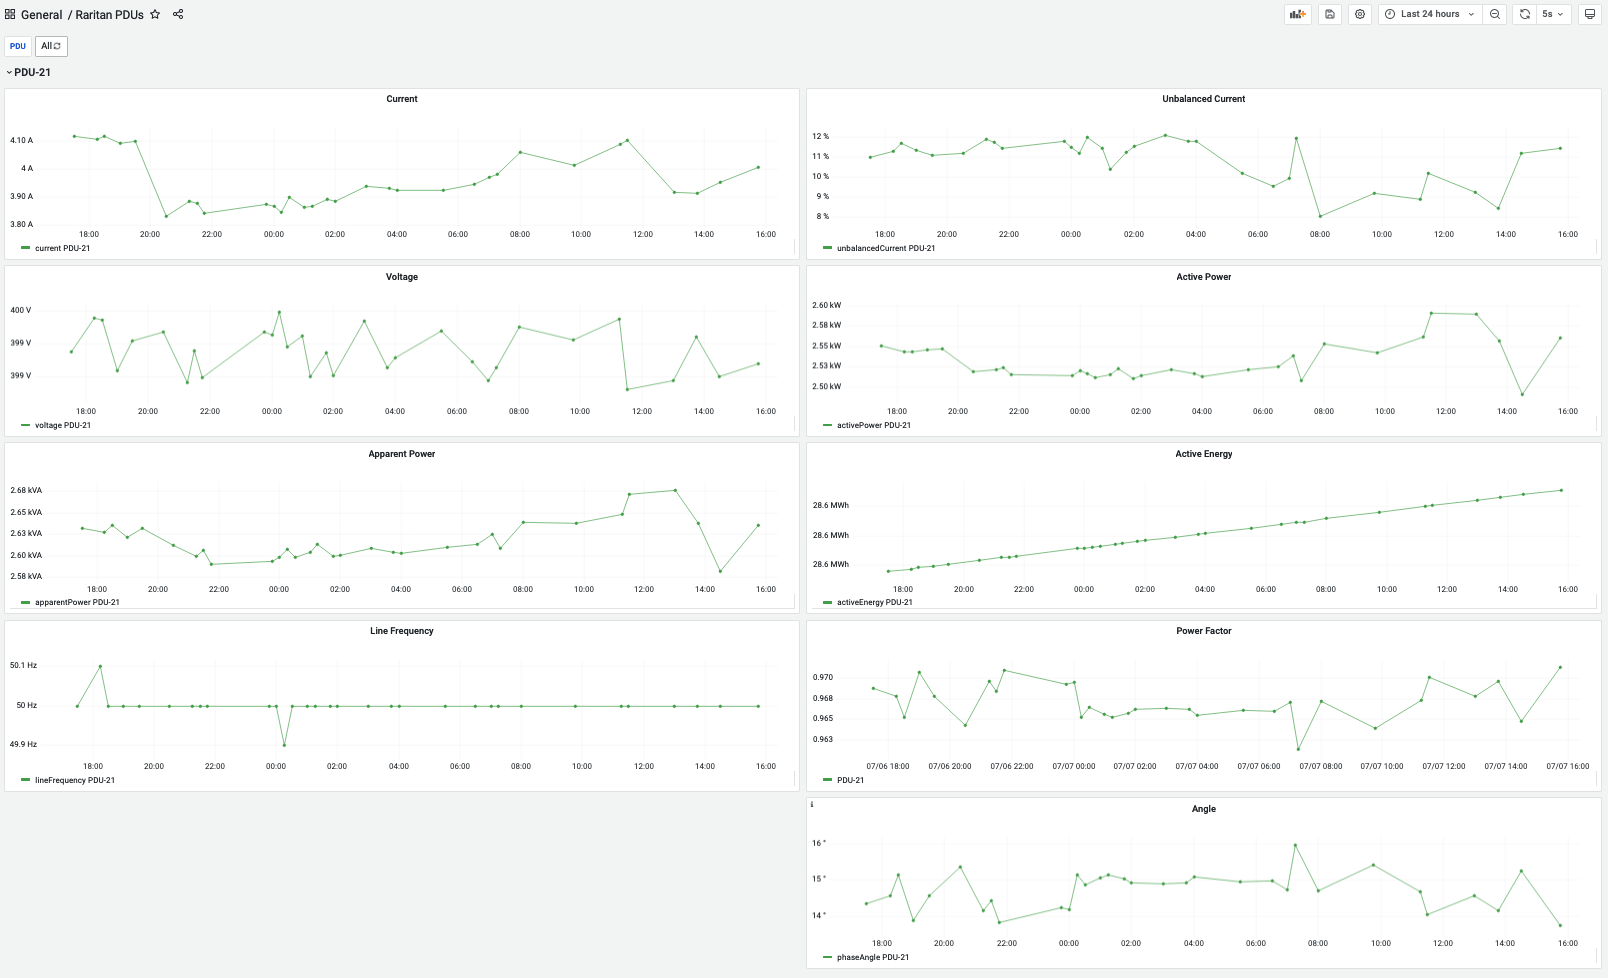 General / Raritan PDUs
Last 24 hours
5s
PDU All
PDU-21
Current
4.10 A
4 A
3.90 A
3.80 A
18:00 20:00 22:00 00:00 02:00 04:00 06:00 08:00 10:00 12:00 14:00 16:00
current PDU-21
Unbalanced Current
12 %
11 %
10 %
9 %
8 %
18:00 20:00 22:00 00:00 02:00 04:00 06:00 08:00 10:00 12:00 14:00 16:00
unbalancedCurrent PDU-21
Voltage
400 V
399 V
399 V
18:00 20:00 22:00 00:00 02:00 04:00 06:00 08:00 10:00 12:00 14:00 16:00
voltage PDU-21
Active Power
2.60 kW
2.58 kW
2.55 kW
2.53 kW
2.50 kW
18:00 20:00 22:00 00:00 02:00 04:00 06:00 08:00 10:00 12:00 14:00 16:00
activePower PDU-21
Apparent Power
2.68 kVA
2.65 kVA
2.63 kVA
2.60 kVA
2.58 kVA
18:00 20:00 22:00 00:00 02:00 04:00 06:00 08:00 10:00 12:00 14:00 16:00
apparentPower PDU-21
Active Energy
28.6 MWh
28.6 MWh
28.6 MWh
18:00 20:00 22:00 00:00 02:00 04:00 06:00 08:00 10:00 12:00 14:00 16:00
activeEnergy PDU-21
Line Frequency
50.1 Hz
50 Hz
49.9 Hz
18:00 20:00 22:00 00:00 02:00 04:00 06:00 08:00 10:00 12:00 14:00 16:00
lineFrequency PDU-21
Power Factor
0.970
0.968
0.965
0.963
07/06 18:00 07/06 20:00 07/06 22:00 07/07 00:00 07/07 02:00 07/07 04:00 07/07 06:00 07/07 08:00 07/07 10:00 07/07 12:00 07/07 14:00 07/07 16:00
PDU-21
i
Angle
16 °
15 °
14 °
18:00 20:00 22:00 00:00 02:00 04:00 06:00 08:00 10:00 12:00 14:00 16:00
phaseAngle PDU-21